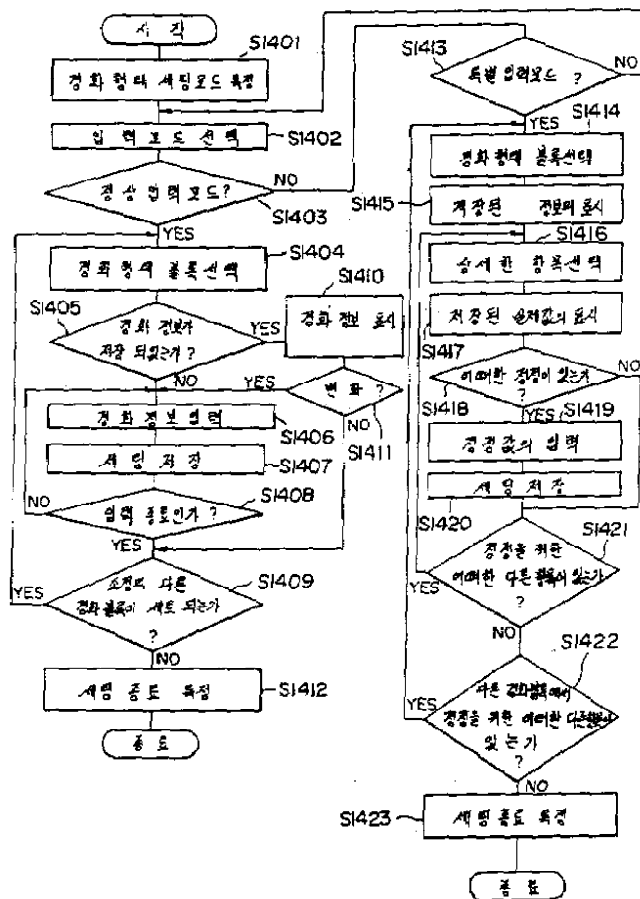 시 작
S1401
경화 형태 세팅모드 특정
입력 모드 선택
S1402
정상 입력 모드?
NO
S1403
YES
S1404
경화 형태 블록선택
S1405
경화 정보가
저장 되있는가?
YES
NO
S1410
경화 정보 표시
YES
변화?
NO
S1411
경화 정보 입력
S1406
세팅 저장
S1407
S1408
NO
입력 종료인가?
YES
S1409
YES
소정의 다른
경화블록이 세트 되는가
?
NO
세팅 종료 특정
S1412
종료
S1413
특별 입력모드 ?
NO
YES
S1414
경화형태 블록선택
S1415
저장된 정보의 표시
S1416
상세한 항목선택
저장된 설정값의 표시
S1417
어떠한 정정이 있는가
?
NO
S1418
YES
S1419
정정값의 입력
세팅 저장
S1420
S1421
정정을 위한
어떠한 다른 항목이 있는가
?
YES
NO
S1422
다른 경화블록에서
정정을 위한 어떠한 다른항목이
있는가
?
YES
NO
세팅 종료 특정
S1423
종료